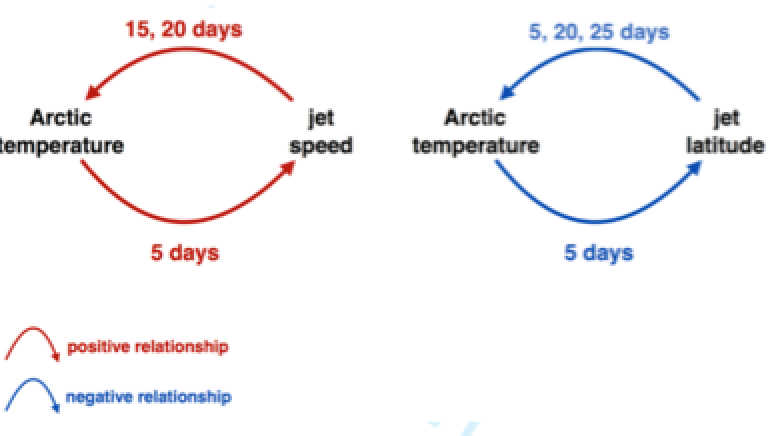 15, 20 days
Arctic
temperature
jet
speed
5 days
5, 20, 25 days
Arctic
temperature
jet
latitude
5 days
positive relationship
negative relationship